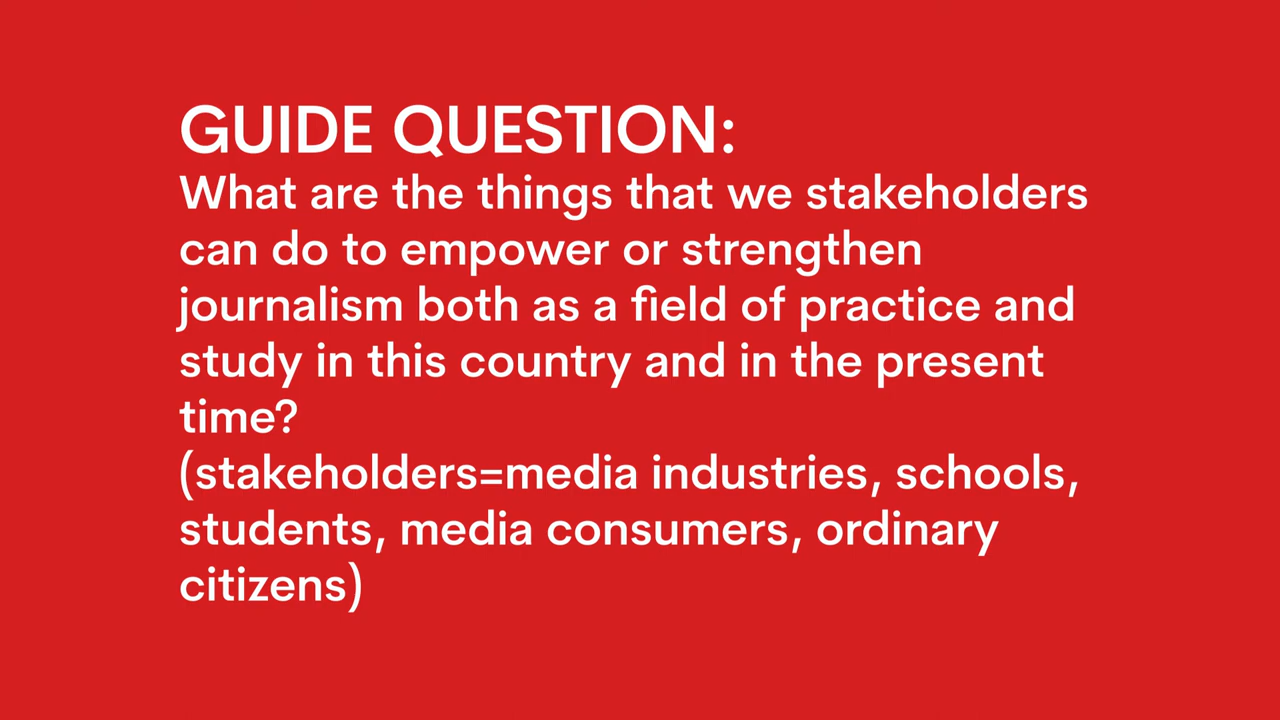 GUIDE QUESTION:
What are the things that we stakeholders
can do to empower or strengthen
journalism both as a field of practice and
study in this country and in the present
time?
(stakeholders=media industries, schools,
students, media consumers, ordinary
citizens)